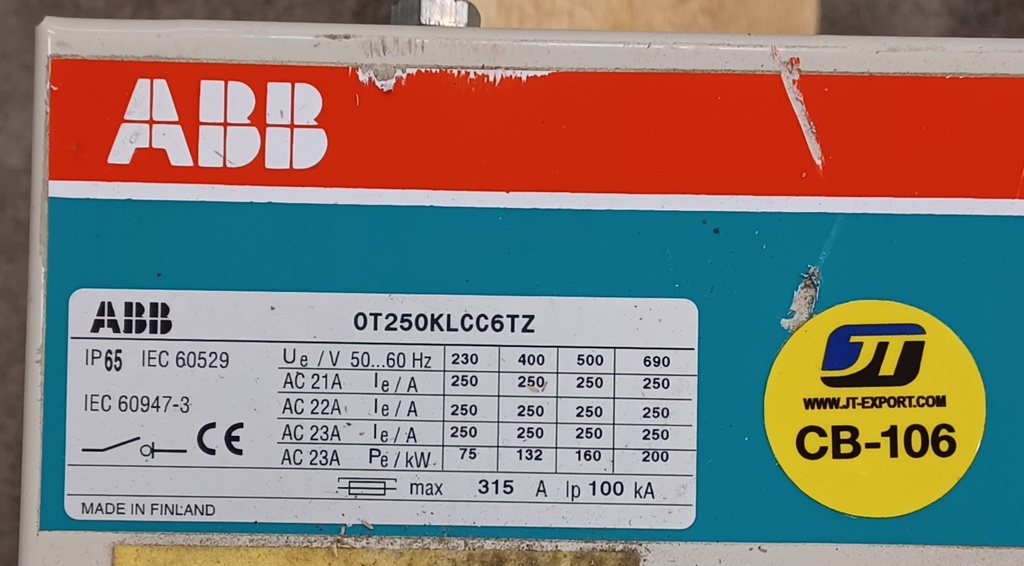 ABB
ABB
OT250KLCC6TZ
IP65 IEC 60529
IEC 60947-3
CE
Ue / V 50...60 Hz 230 400 500 690
AC 21A Ie / A 250 250 250 250
AC 22A Ie / A 250 250 250 250
AC 23A Ie / A 250 250 250 250
AC 23A Pe / kW 75 132 160 200
max 315 A Ip 100 kA
MADE IN FINLAND
JT
WWW.JT-EXPORT.COM
CB-106